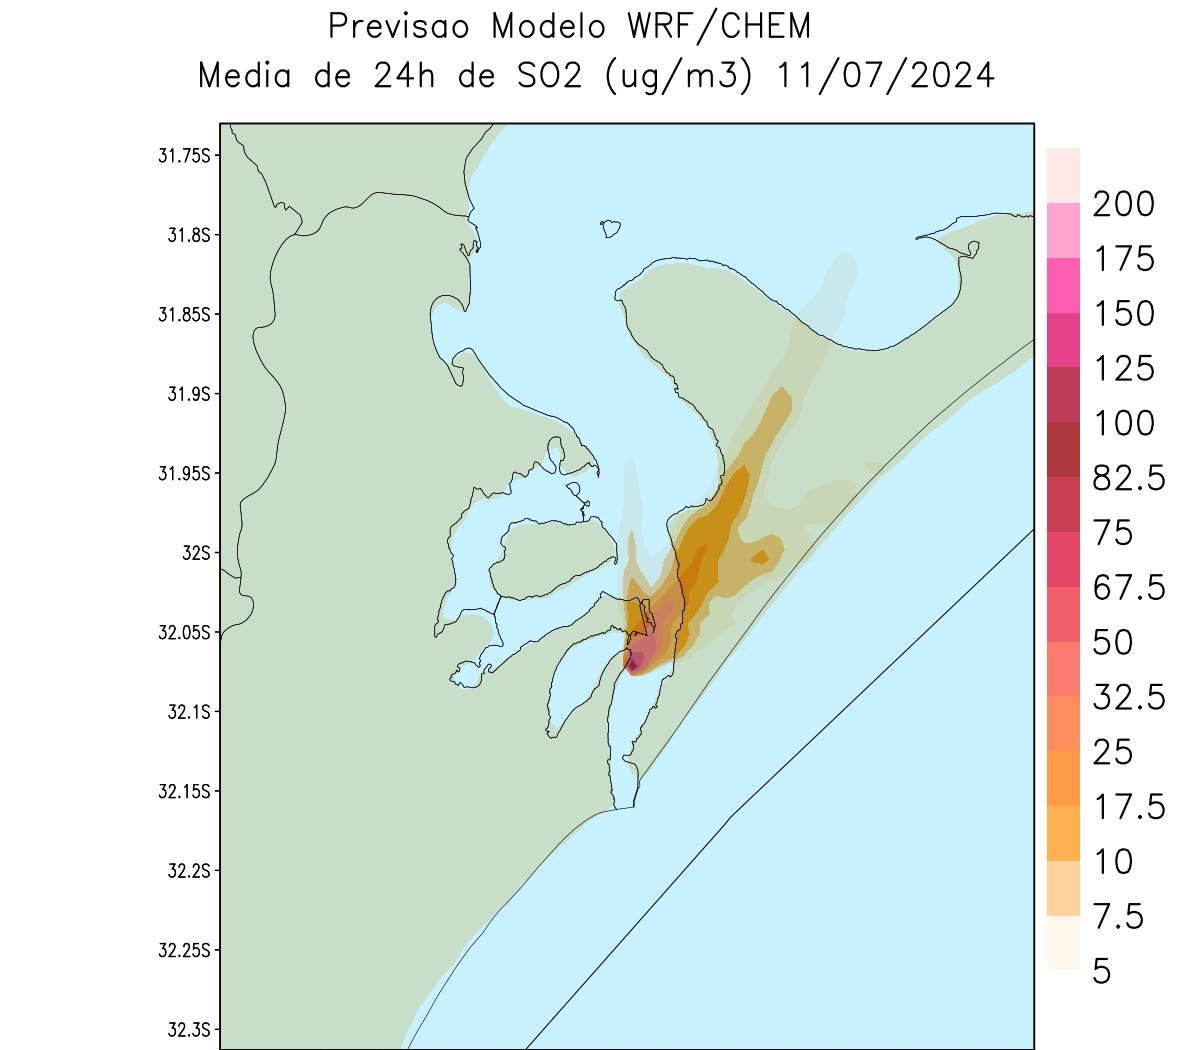 Previsao Modelo WRF/CHEM
Media de 24h de SO2 (ug/m3) 11/07/2024
31.75S
31.8S
31.85S
31.9S
31.95S
32S
32.05S
32.1S
32.15S
32.2S
32.25S
32.3S
200
175
150
125
100
82.5
75
67.5
50
32.5
25
17.5
10
7.5
5